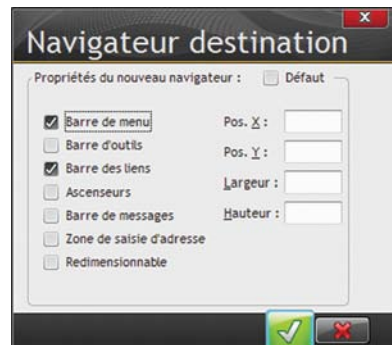 Navigateur destination
Propriétés du nouveau navigateur : Défaut
Barre de menu Pos. X :
Barre d'outils
Barre des liens Pos. Y :
Ascenseurs Largeur :
Barre de messages Hauteur :
Zone de saisie d'adresse
Redimensionnable